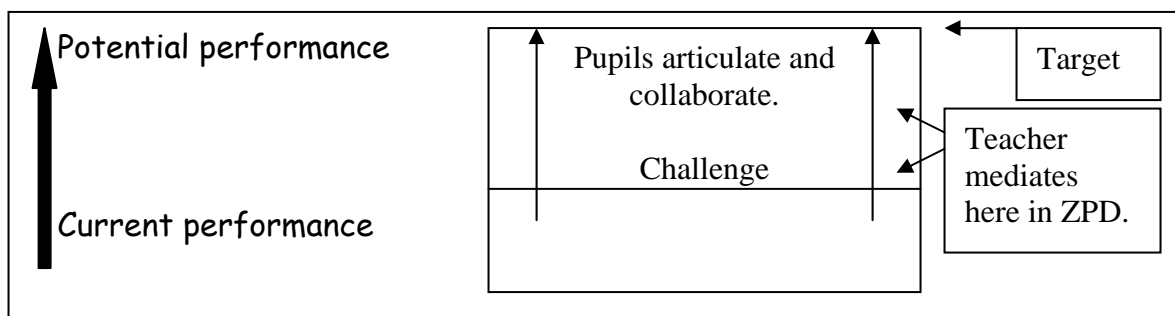 Potential performance
Current performance
Pupils articulate and
collaborate.
Challenge
Target
Teacher
mediates
here in ZPD.